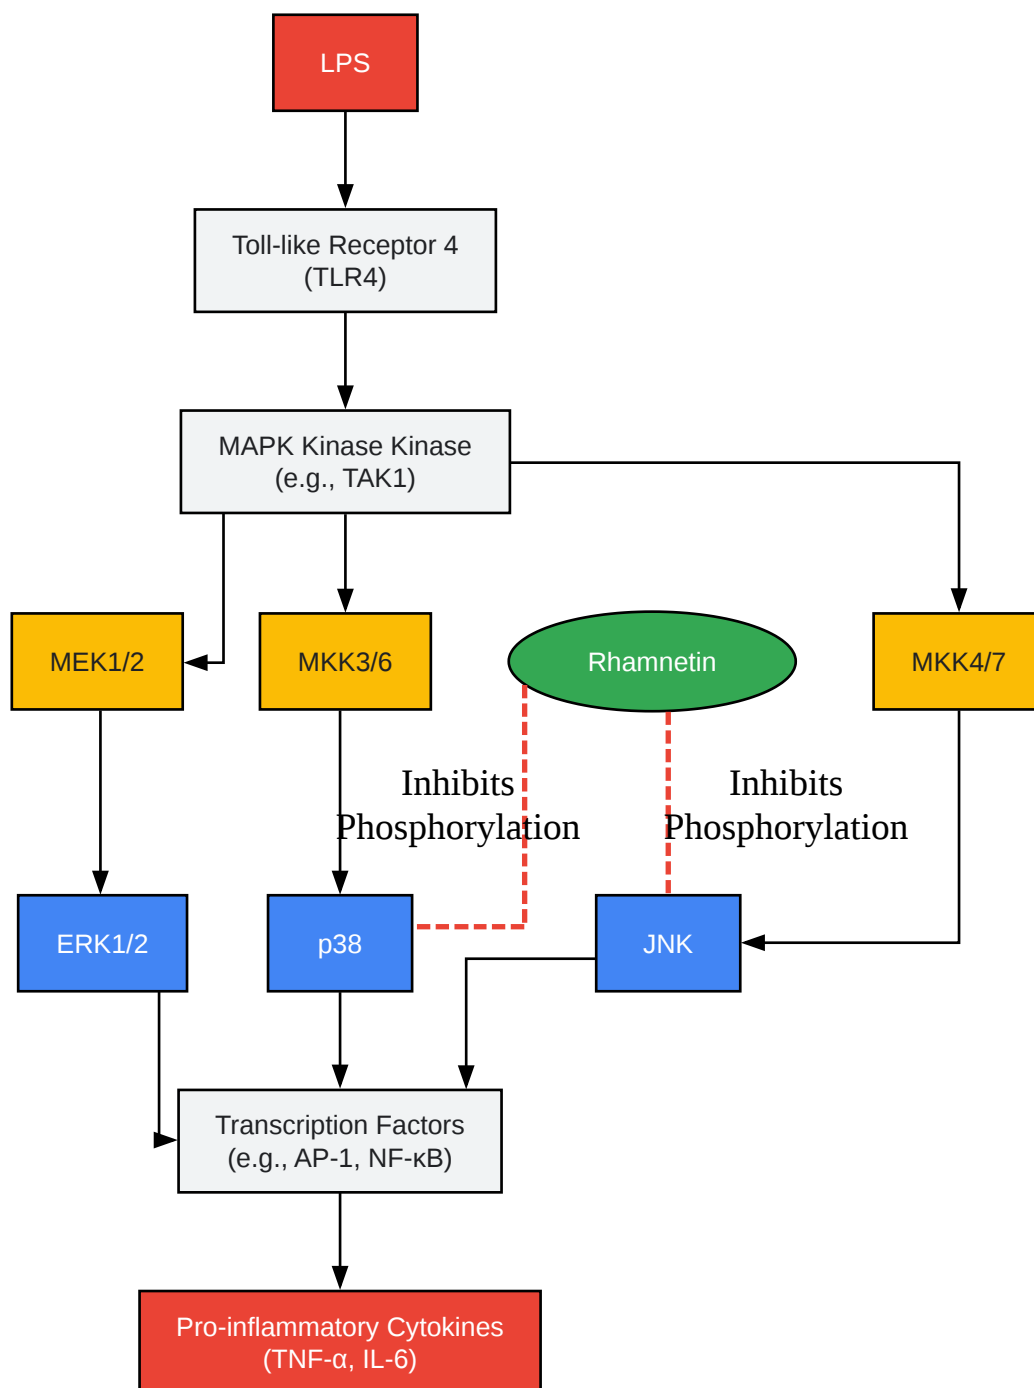 LPS
Toll-like Receptor 4
(TLR4)
MAPK Kinase Kinase
(e.g., TAK1)
MEK1/2
MKK3/6
Rhamnetin
MKK4/7
Inhibits
Phosphorylation
Inhibits
Phosphorylation
ERK1/2
p38
JNK
Transcription Factors
(e.g., AP-1, NF-κB)
Pro-inflammatory Cytokines
(TNF-α, IL-6)